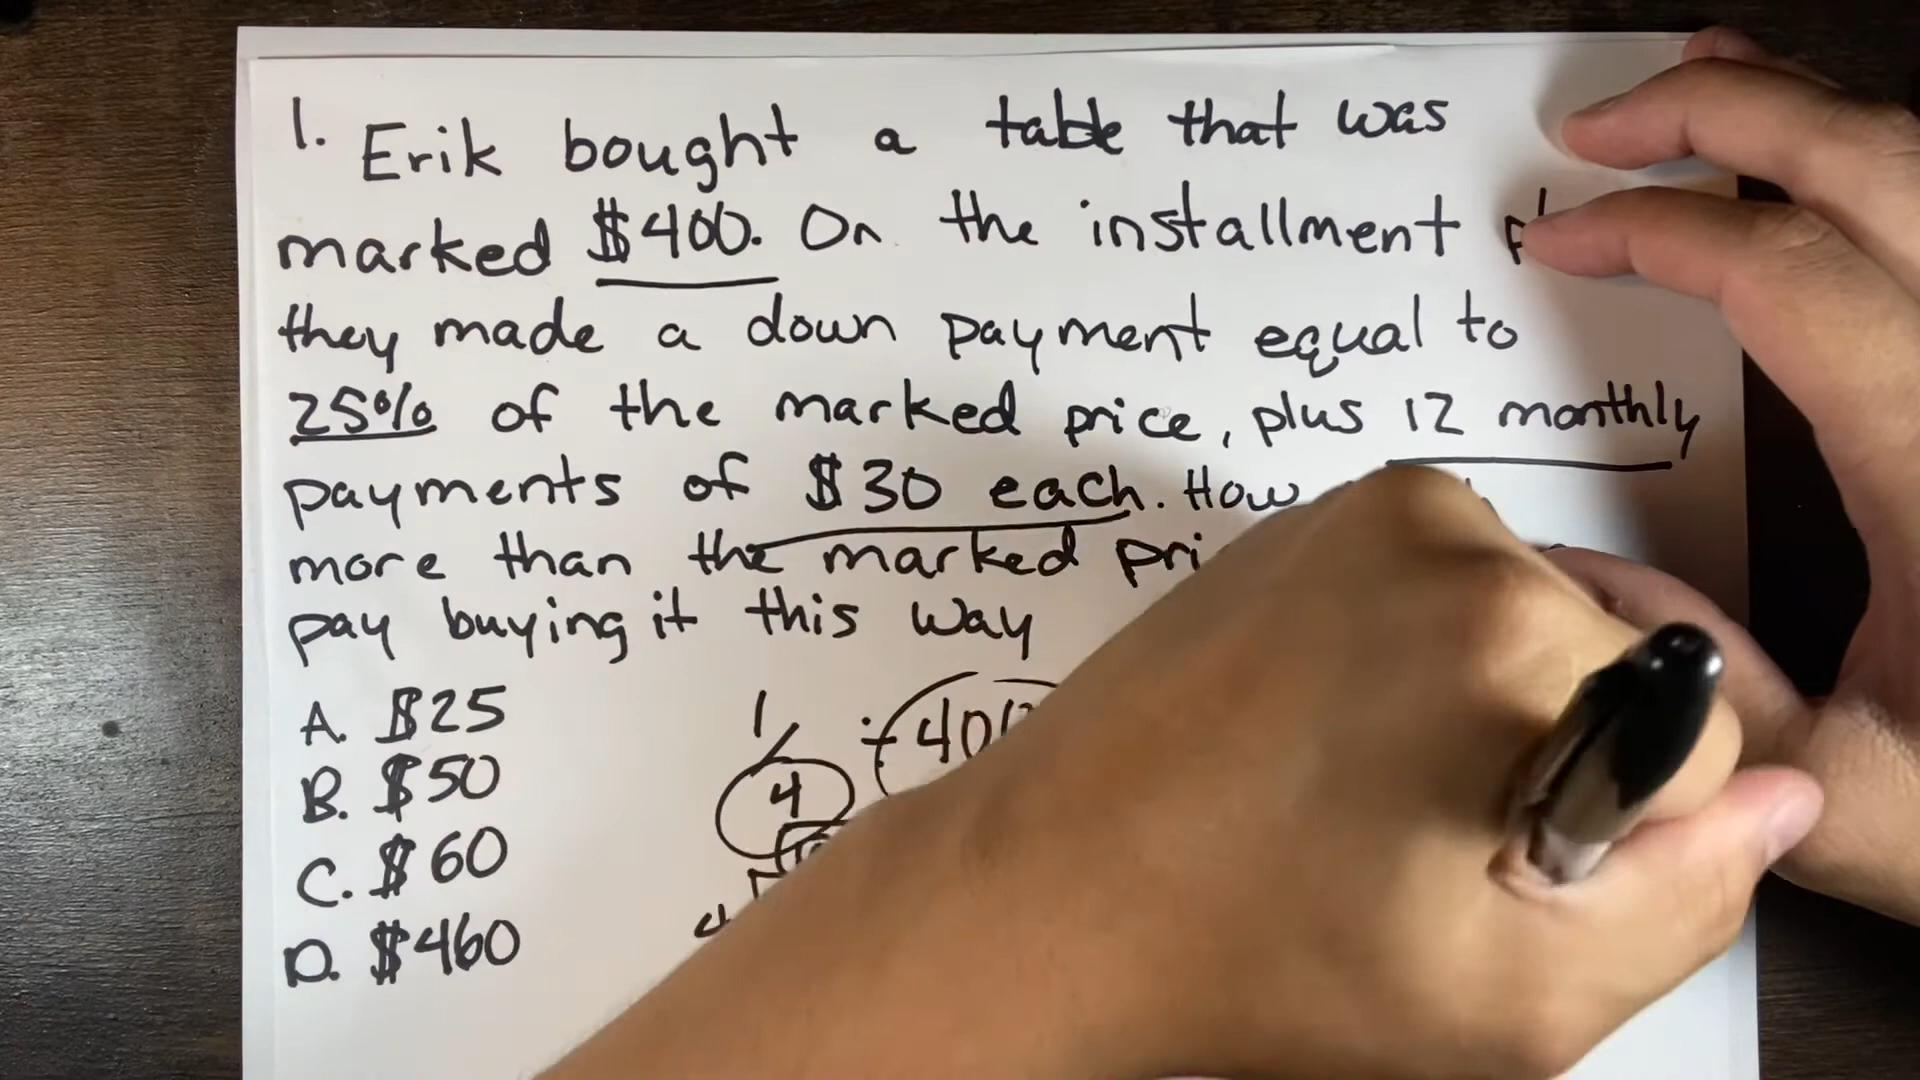 1. Erik bought a table that was
marked $400. On the installment
they made a down payment equal to
25% of the marked price, plus 12 monthly
payments of $30 each. How
more than the marked
pay buying it this way
A. $25
B. $50
C. $60
D. $460
1/4